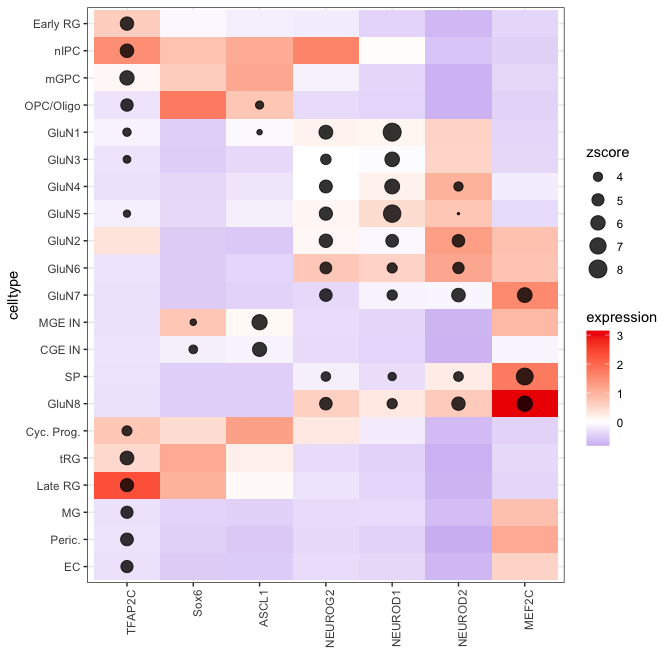 Early RG
nIPC
mGPC
OPC/Oligo
GluN1
GluN3
GluN4
GluN5
GluN2
GluN6
GluN7
MGE IN
CGE IN
SP
GluN8
Cyc. Prog.
tRG
Late RG
MG
Peric.
EC
celltype
TFAP2C
Sox6
ASCL1
NEUROG2
NEUROD1
NEUROD2
MEF2C
zscore
4
5
6
7
8
expression
3
2
1
0